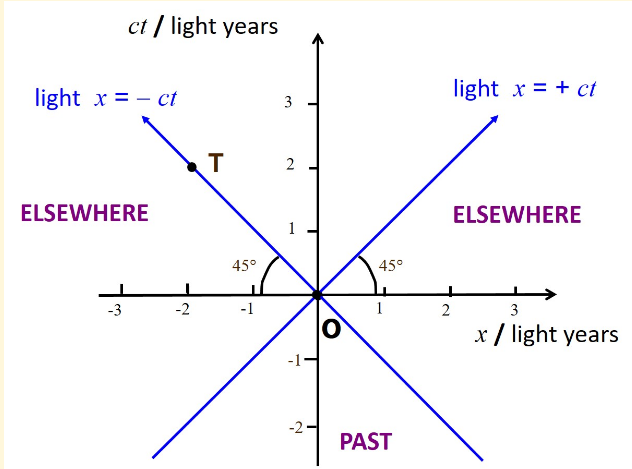 ct / light years
light x = – ct
light x = + ct
3
T
2
ELSEWHERE
ELSEWHERE
1
45°
45°
-3
-2
-1
1
2
3
O
x / light years
-1
-2
PAST